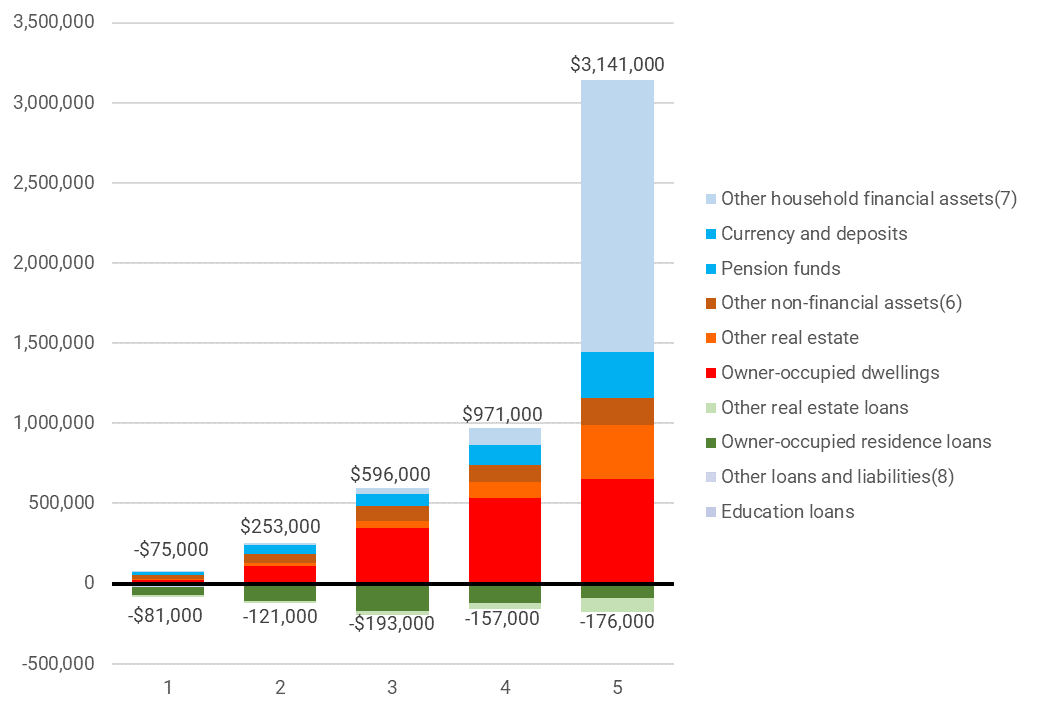 3,500,000
3,000,000
2,500,000
2,000,000
1,500,000
1,000,000
500,000
0
-500,000
-$75,000
$253,000
$596,000
$971,000
$3,141,000
-$81,000
-121,000
-$193,000
-157,000
-176,000
1 2 3 4 5
Other household financial assets(7)
Currency and deposits
Pension funds
Other non-financial assets(6)
Other real estate
Owner-occupied dwellings
Other real estate loans
Owner-occupied residence loans
Other loans and liabilities(8)
Education loans